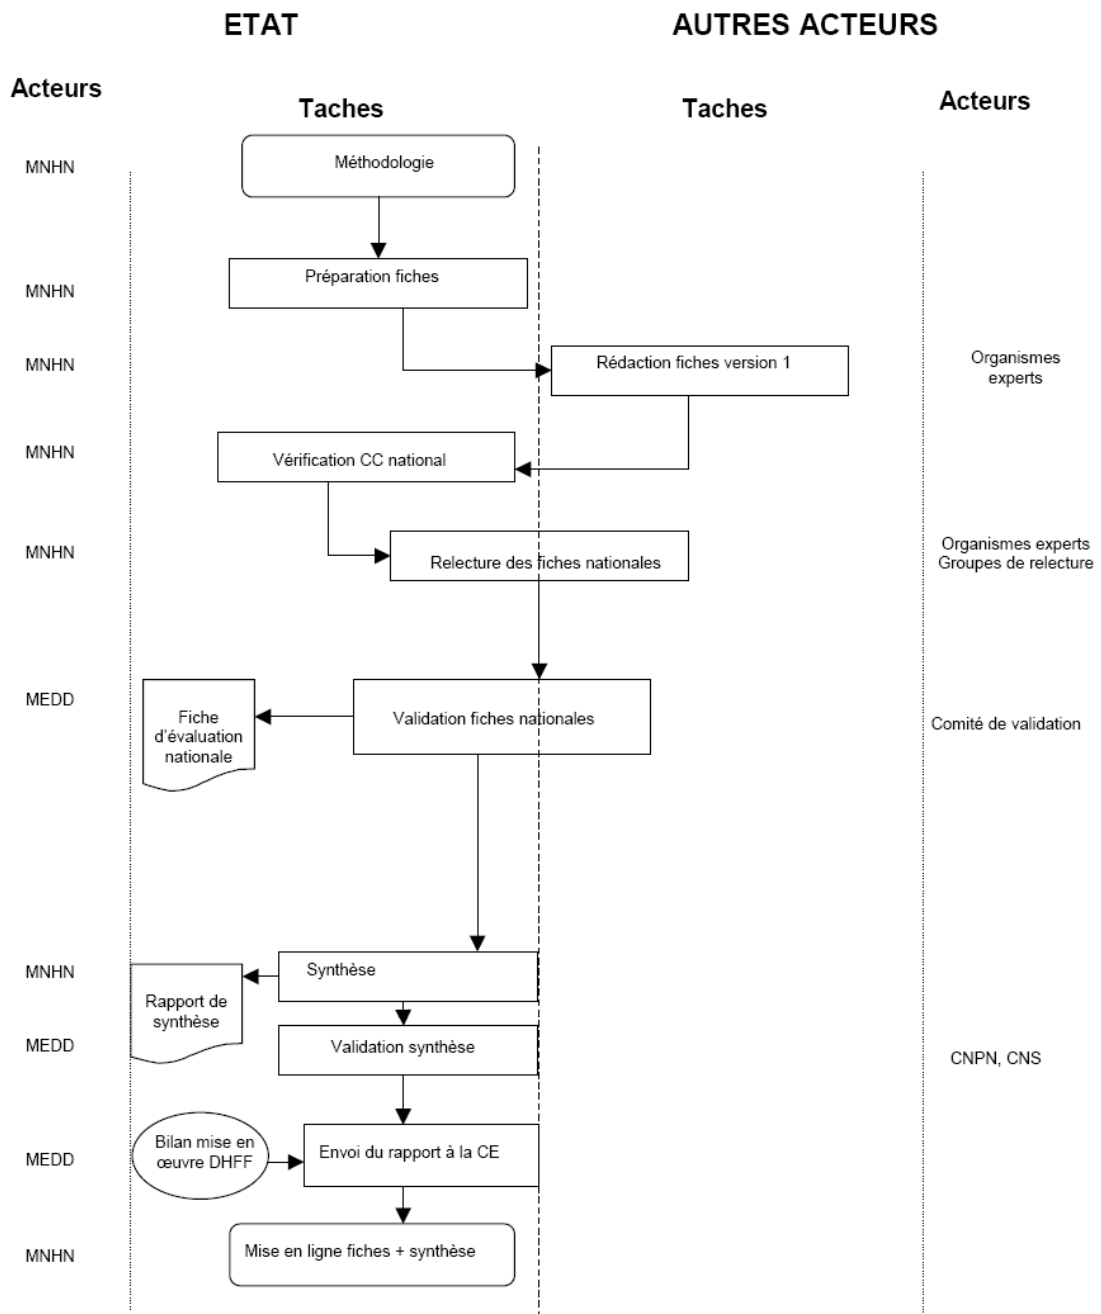 ETAT
AUTRES ACTEURS
Acteurs
Taches
Taches
Acteurs
MNHN
Méthodologie
MNHN
Préparation fiches
MNHN
Rédaction fiches version 1
Organismes
experts
MNHN
Vérification CC national
MNHN
Relecture des fiches nationales
Organismes experts
Groupes de relecture
MEDD
Fiche
d'évaluation
nationale
Validation fiches nationales
Comité de validation
MNHN
Synthèse
Rapport de
synthèse
MEDD
Validation synthèse
CNPN, CNS
MEDD
Bilan mise en
œuvre DHFF
Envoi du rapport à la CE
MNHN
Mise en ligne fiches + synthèse